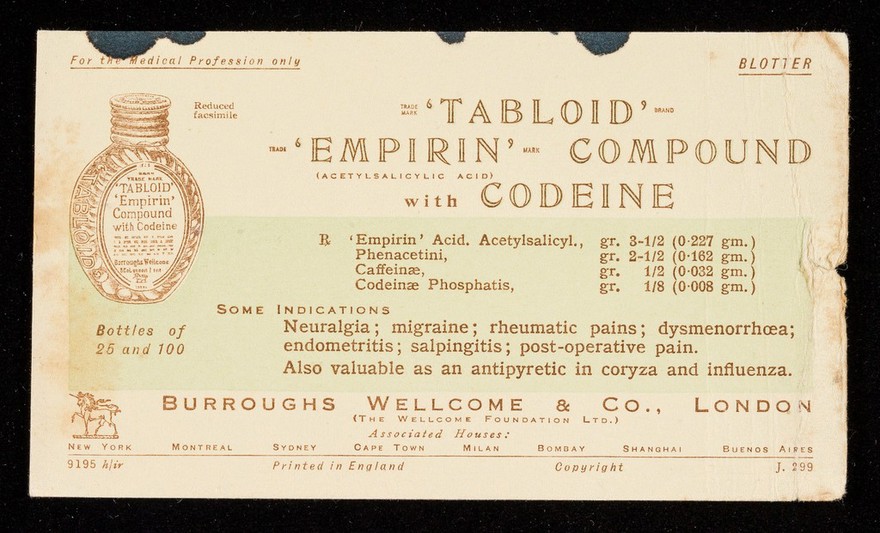 For the Medical Profession only
BLOTTER
Reduced
facsimile
TRADE MARK ‘TABLOID’ BRAND
TRADE ‘EMPIRIN’ MARK COMPOUND
(ACETYLSALICYLIC ACID)
with CODEINE
TRADE MARK
‘TABLOID’
‘Empirin’
Compound
with Codeine
Burroughs Wellcome
TABLOID
℞ ‘Empirin’ Acid. Acetylsalicyl., gr. 3-1/2 (0·227 gm.)
Phenacetini, gr. 2-1/2 (0·162 gm.)
Caffeinæ, gr. 1/2 (0·032 gm.)
Codeinæ Phosphatis, gr. 1/8 (0·008 gm.)
SOME INDICATIONS
Neuralgia; migraine; rheumatic pains; dysmenorrhœa;
endometritis; salpingitis; post-operative pain.
Also valuable as an antipyretic in coryza and influenza.
Bottles of
25 and 100
BURROUGHS WELLCOME & CO., LONDON
(THE WELLCOME FOUNDATION LTD.)
Associated Houses:
NEW YORK MONTREAL SYDNEY CAPE TOWN MILAN BOMBAY SHANGHAI BUENOS AIRES
9195 h/ir Printed in England Copyright J. 299